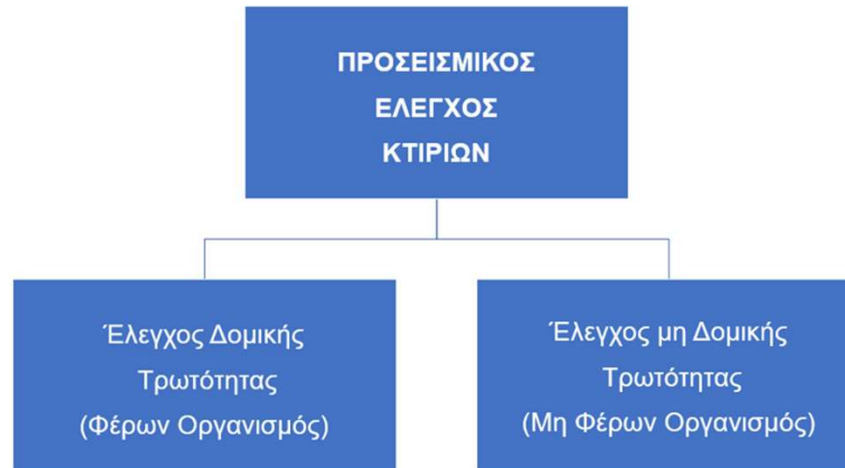 ΠΡΟΣΕΙΣΜΙΚΟΣ
ΕΛΕΓΧΟΣ
ΚΤΙΡΙΩΝ
Έλεγχος Δομικής
Τρωτότητας
(Φέρων Οργανισμός)
Έλεγχος μη Δομικής
Τρωτότητας
(Μη Φέρων Οργανισμός)